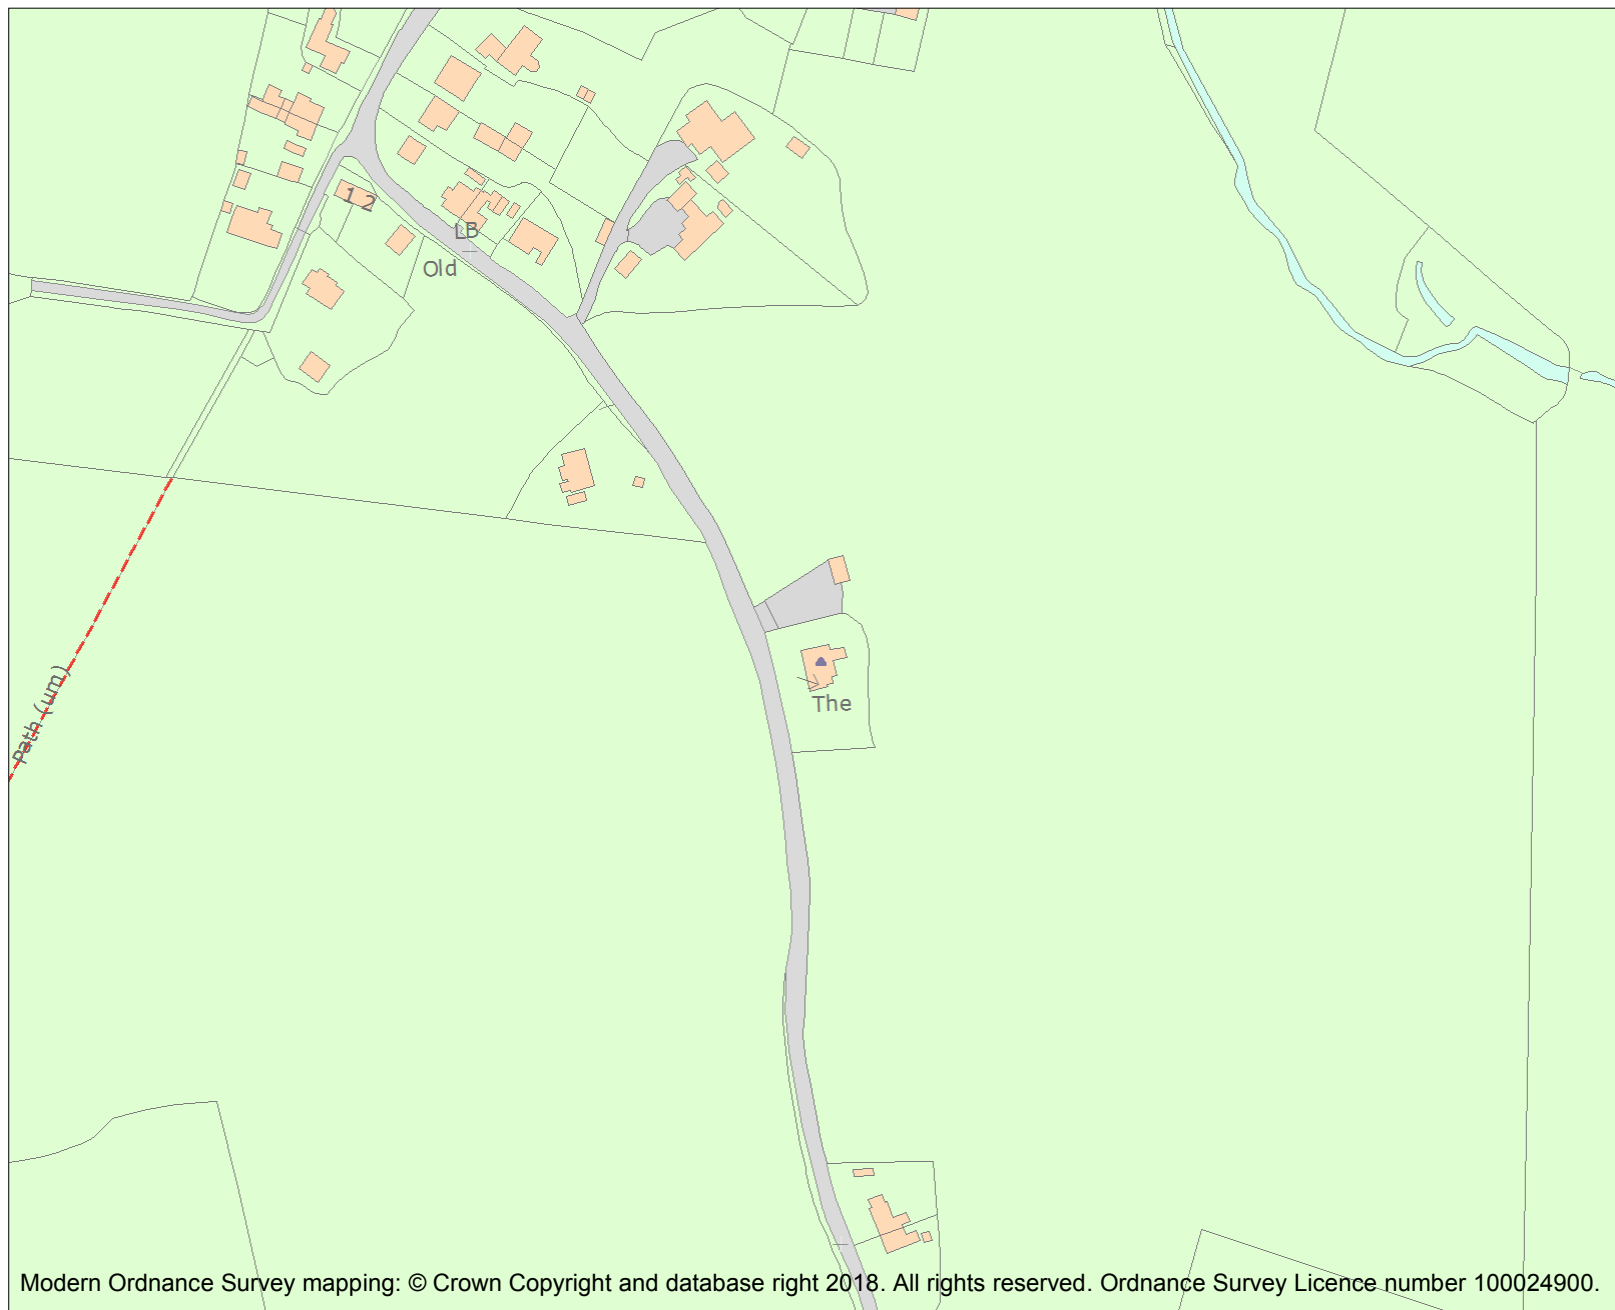 1 2
LB
Old
Path (um)
The
Modern Ordnance Survey mapping: © Crown Copyright and database right 2018. All rights reserved. Ordnance Survey Licence number 100024900.